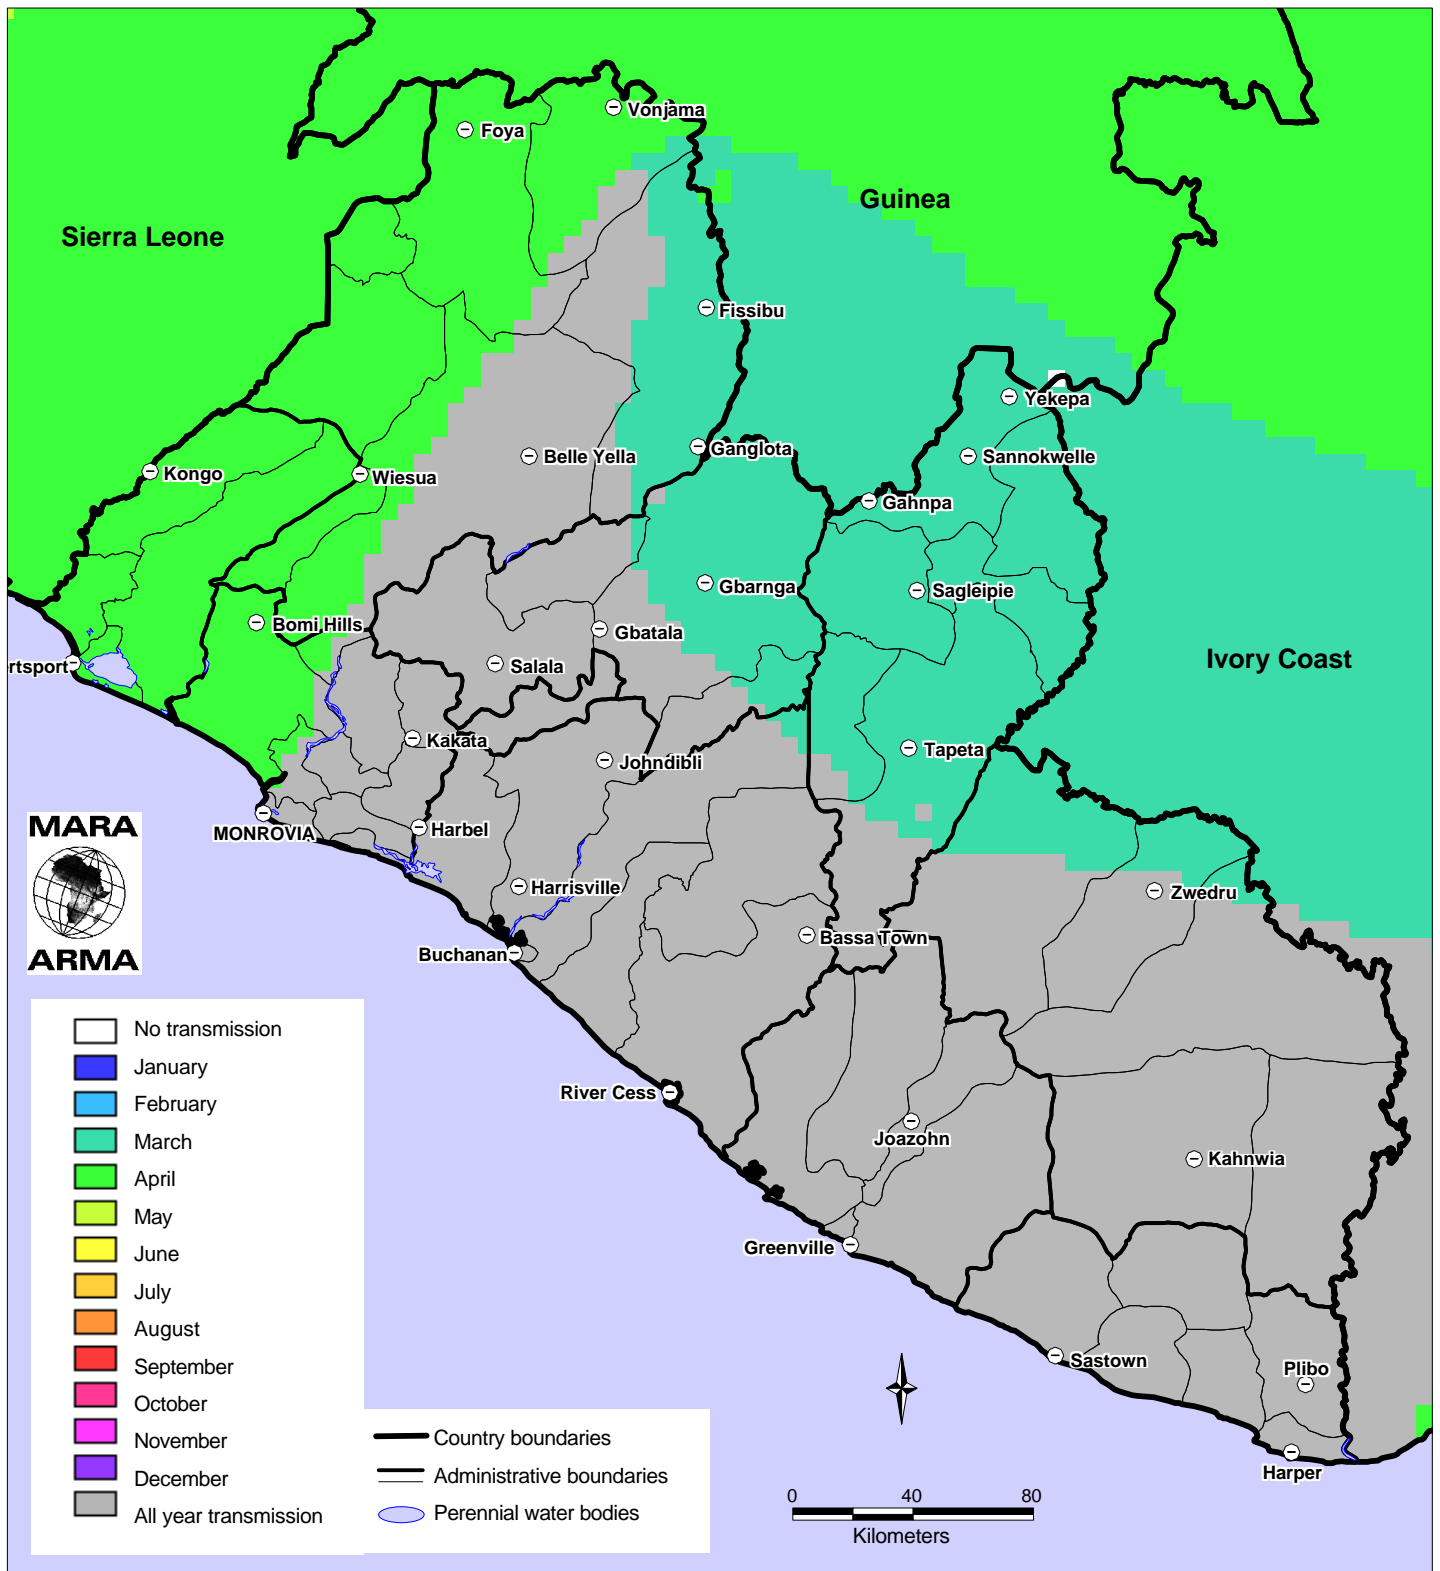 Vonjama
Foya
Guinea
Sierra Leone
Fissibu
Yekepa
Ganglota
Belle Yella
Sannokwelle
Kongo
Wiesua
Gahnpa
Gbarnga
Sagleipie
Bomi Hills
Gbatala
ertsport
Salala
Ivory Coast
Kakata
Tapeta
Johndibli
MONROVIA
Harbel
MARA
ARMA
Harrisville
Zwedru
Bassa Town
Buchanan
River Cess
Joazohn
Kahnwia
Greenville
Sastown
Plibo
Harper
No transmission
January
February
March
April
May
June
July
August
September
October
November
December
All year transmission
Country boundaries
Administrative boundaries
Perennial water bodies
0 40 80
Kilometers